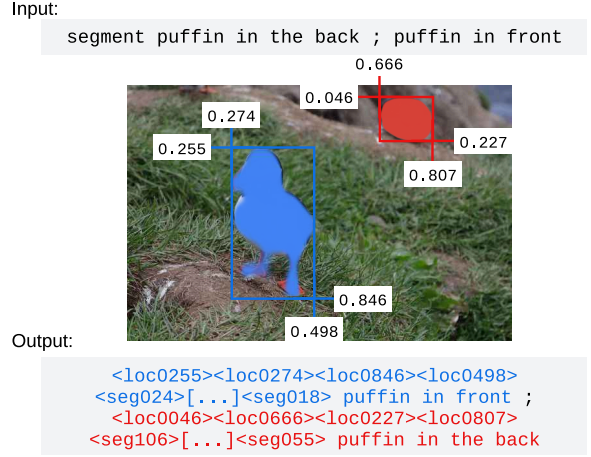 Input:
segment puffin in the back ; puffin in front
0.666
0.046
0.274
0.227
0.255
0.807
0.846
0.498
Output:
<loc0255><loc0274><loc0846><loc0498>
<seg024>[...]<seg018> puffin in front ;
<loc0046><loc0666><loc0227><loc0807>
<seg106>[...]<seg055> puffin in the back